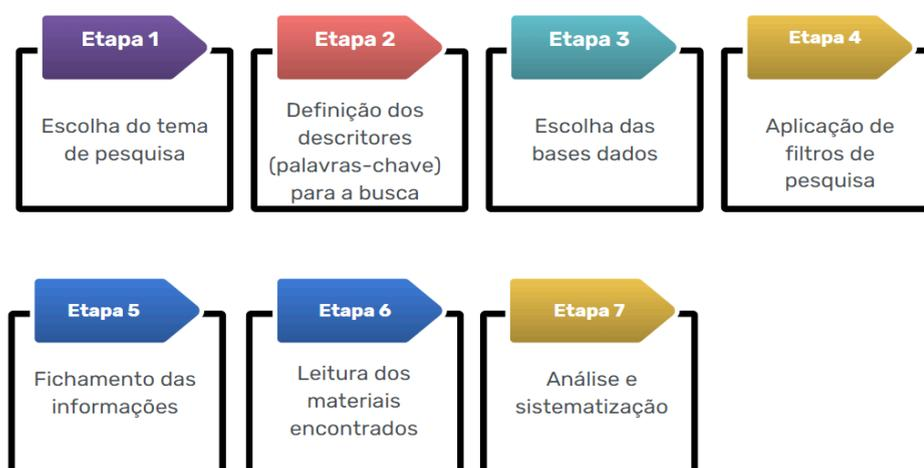 Etapa 1
Escolha do tema
de pesquisa
Etapa 2
Definição dos
descritores
(palavras-chave)
para a busca
Etapa 3
Escolha das
bases dados
Etapa 4
Aplicação de
filtros de
pesquisa
Etapa 5
Fichamento das
informações
Etapa 6
Leitura dos
materiais
encontrados
Etapa 7
Análise e
sistematização